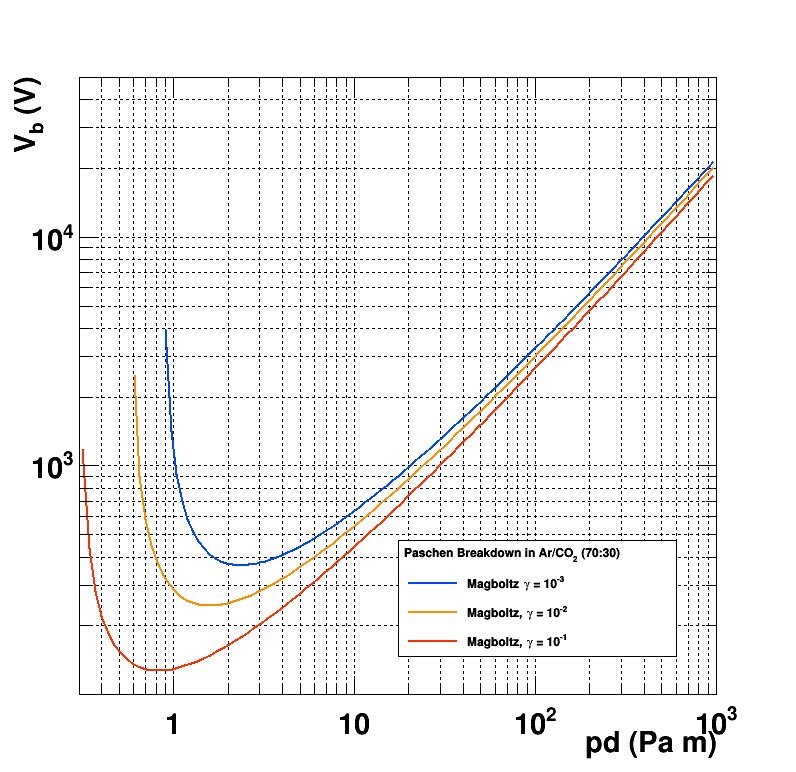 V_b (V)
10^4
10^3
Paschen Breakdown in Ar/CO_2 (70:30)
Magboltz γ = 10^-3
Magboltz, γ = 10^-2
Magboltz, γ = 10^-1
1 10 10^2 10^3
pd (Pa m)